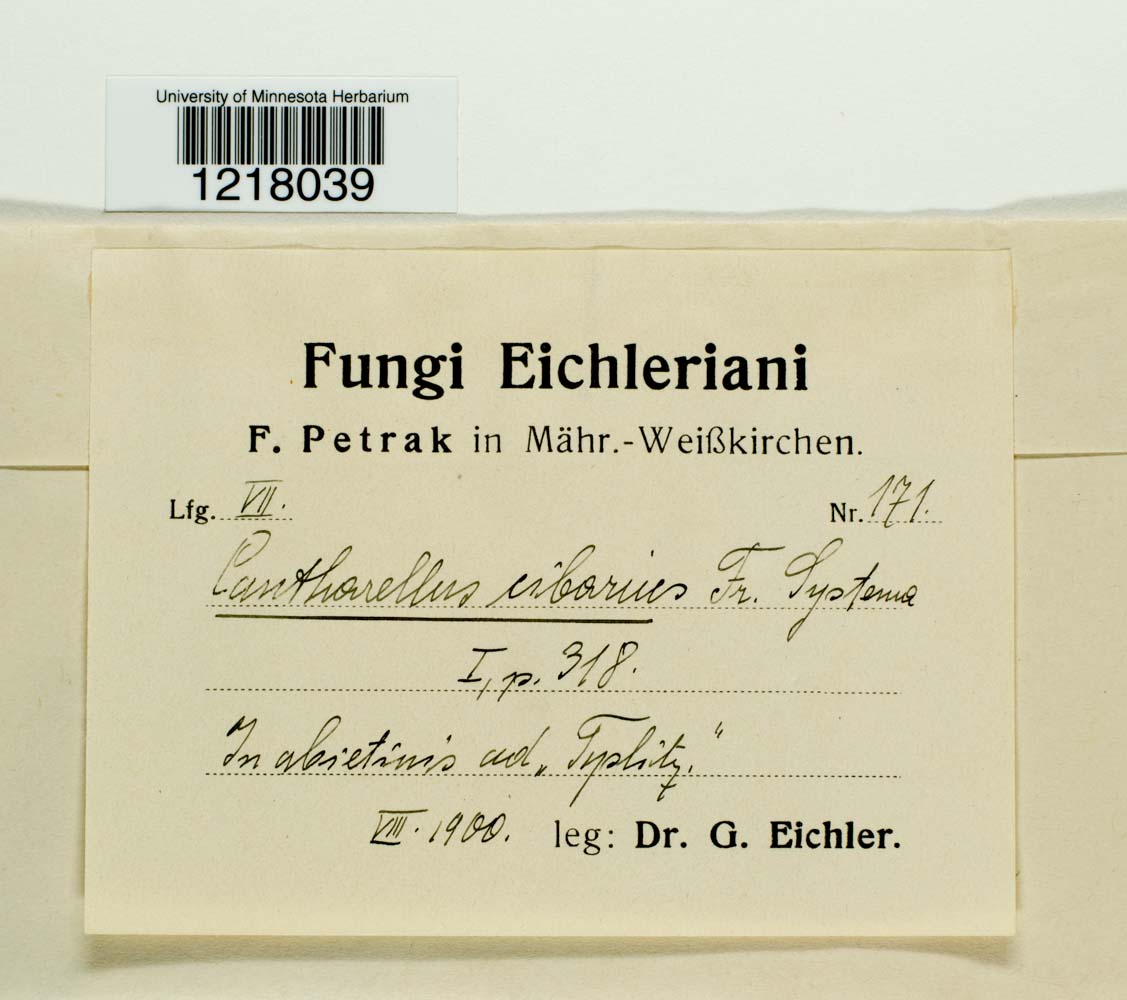 University of Minnesota Herbarium
1218039
Fungi Eichleriani
F. Petrak in Mähr.-Weißkirchen.
Lfg. VII. Nr. 171.
Cantharellus cibarius Fr. Systema
I, p. 318.
In abietinis ad „Typlitz."
VIII. 1900. leg: Dr. G. Eichler.